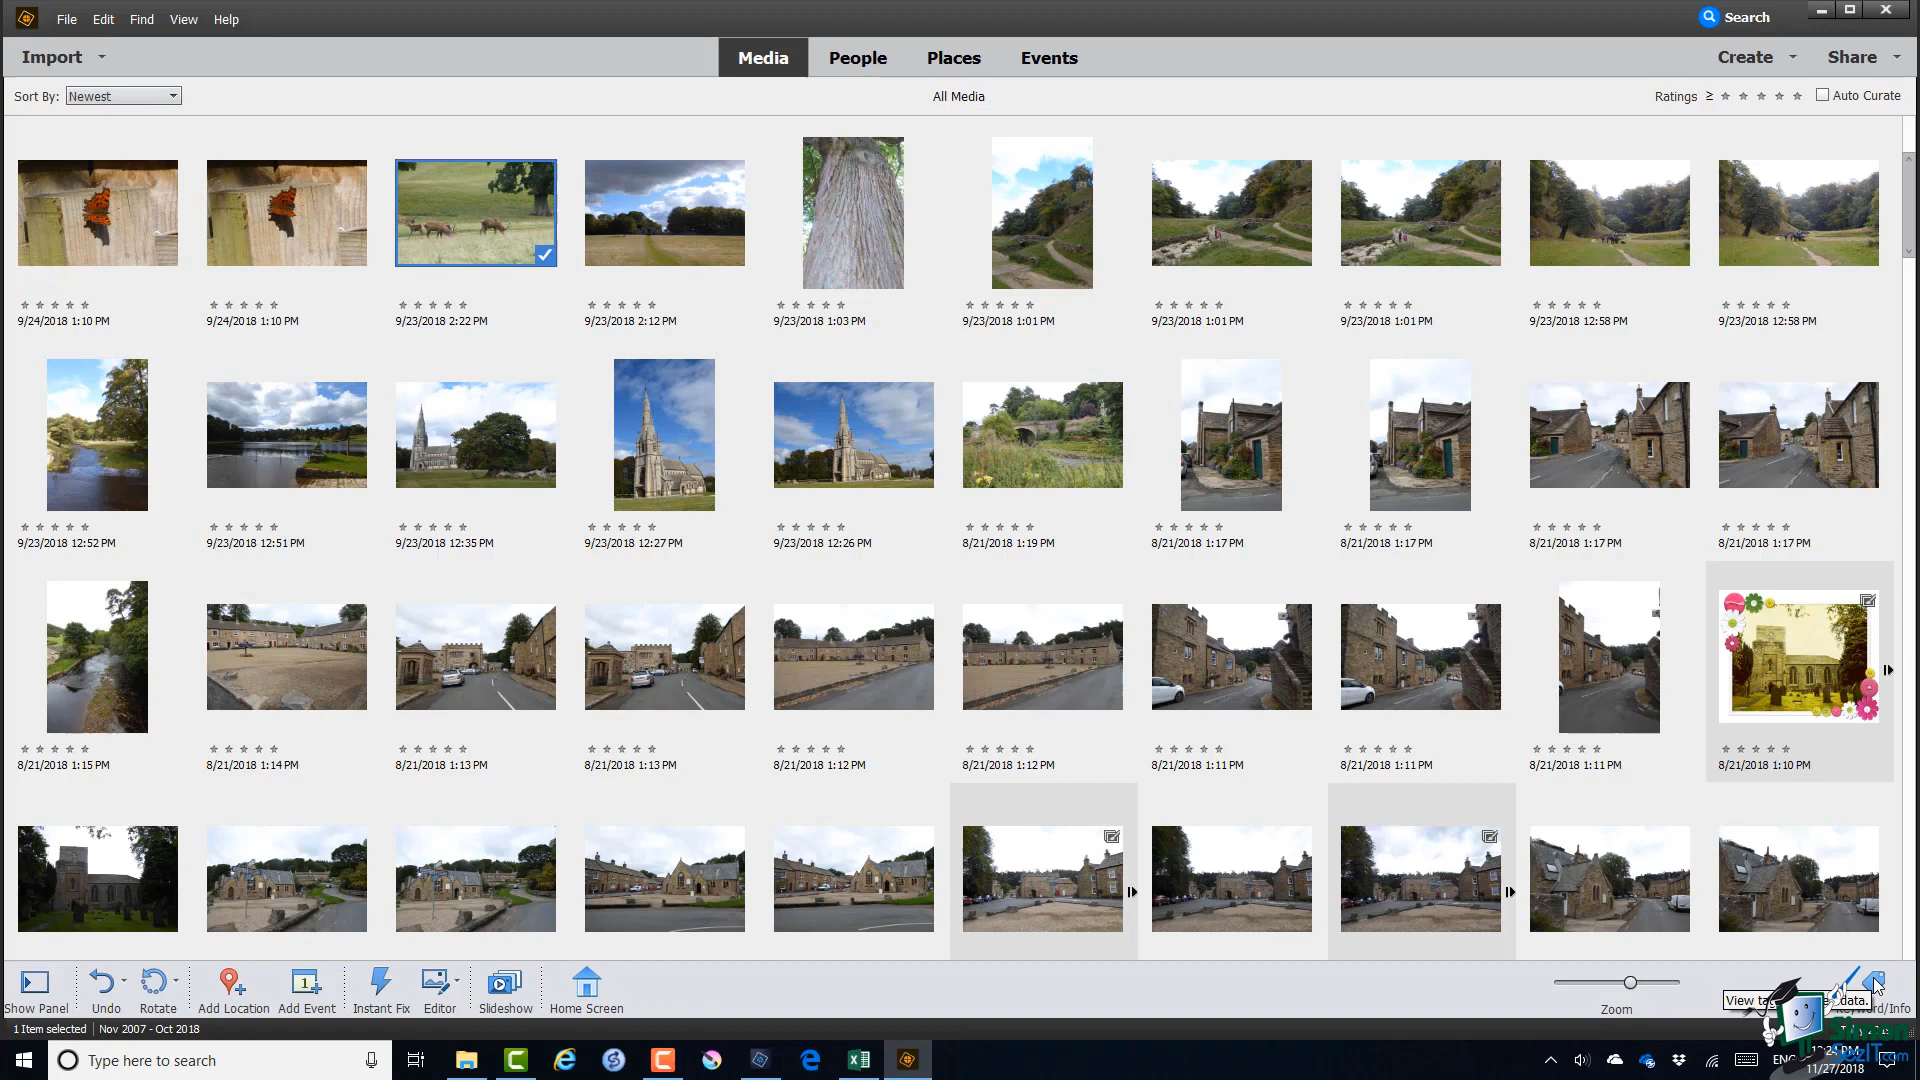 File Edit Find View Help
Search
Import
Media People Places Events
Create Share
Sort By: Newest
All Media
Ratings ≥
Auto Curate
9/24/2018 1:10 PM 9/24/2018 1:10 PM 9/23/2018 2:22 PM 9/23/2018 2:12 PM 9/23/2018 1:03 PM 9/23/2018 1:01 PM 9/23/2018 1:01 PM 9/23/2018 1:01 PM 9/23/2018 12:58 PM 9/23/2018 12:58 PM
9/23/2018 12:52 PM 9/23/2018 12:51 PM 9/23/2018 12:35 PM 9/23/2018 12:27 PM 9/23/2018 12:26 PM 8/21/2018 1:19 PM 8/21/2018 1:17 PM 8/21/2018 1:17 PM 8/21/2018 1:17 PM 8/21/2018 1:17 PM
8/21/2018 1:15 PM 8/21/2018 1:14 PM 8/21/2018 1:13 PM 8/21/2018 1:13 PM 8/21/2018 1:12 PM 8/21/2018 1:12 PM 8/21/2018 1:11 PM 8/21/2018 1:11 PM 8/21/2018 1:11 PM 8/21/2018 1:10 PM
Show Panel Undo Rotate Add Location 1 Add Event Instant Fix Editor Slideshow Home Screen
Zoom
View
data.
/Info
1 Item selected Nov 2007 - Oct 2018
Type here to search
ENG
PM
11/27/2018
Simon
SezIT.com